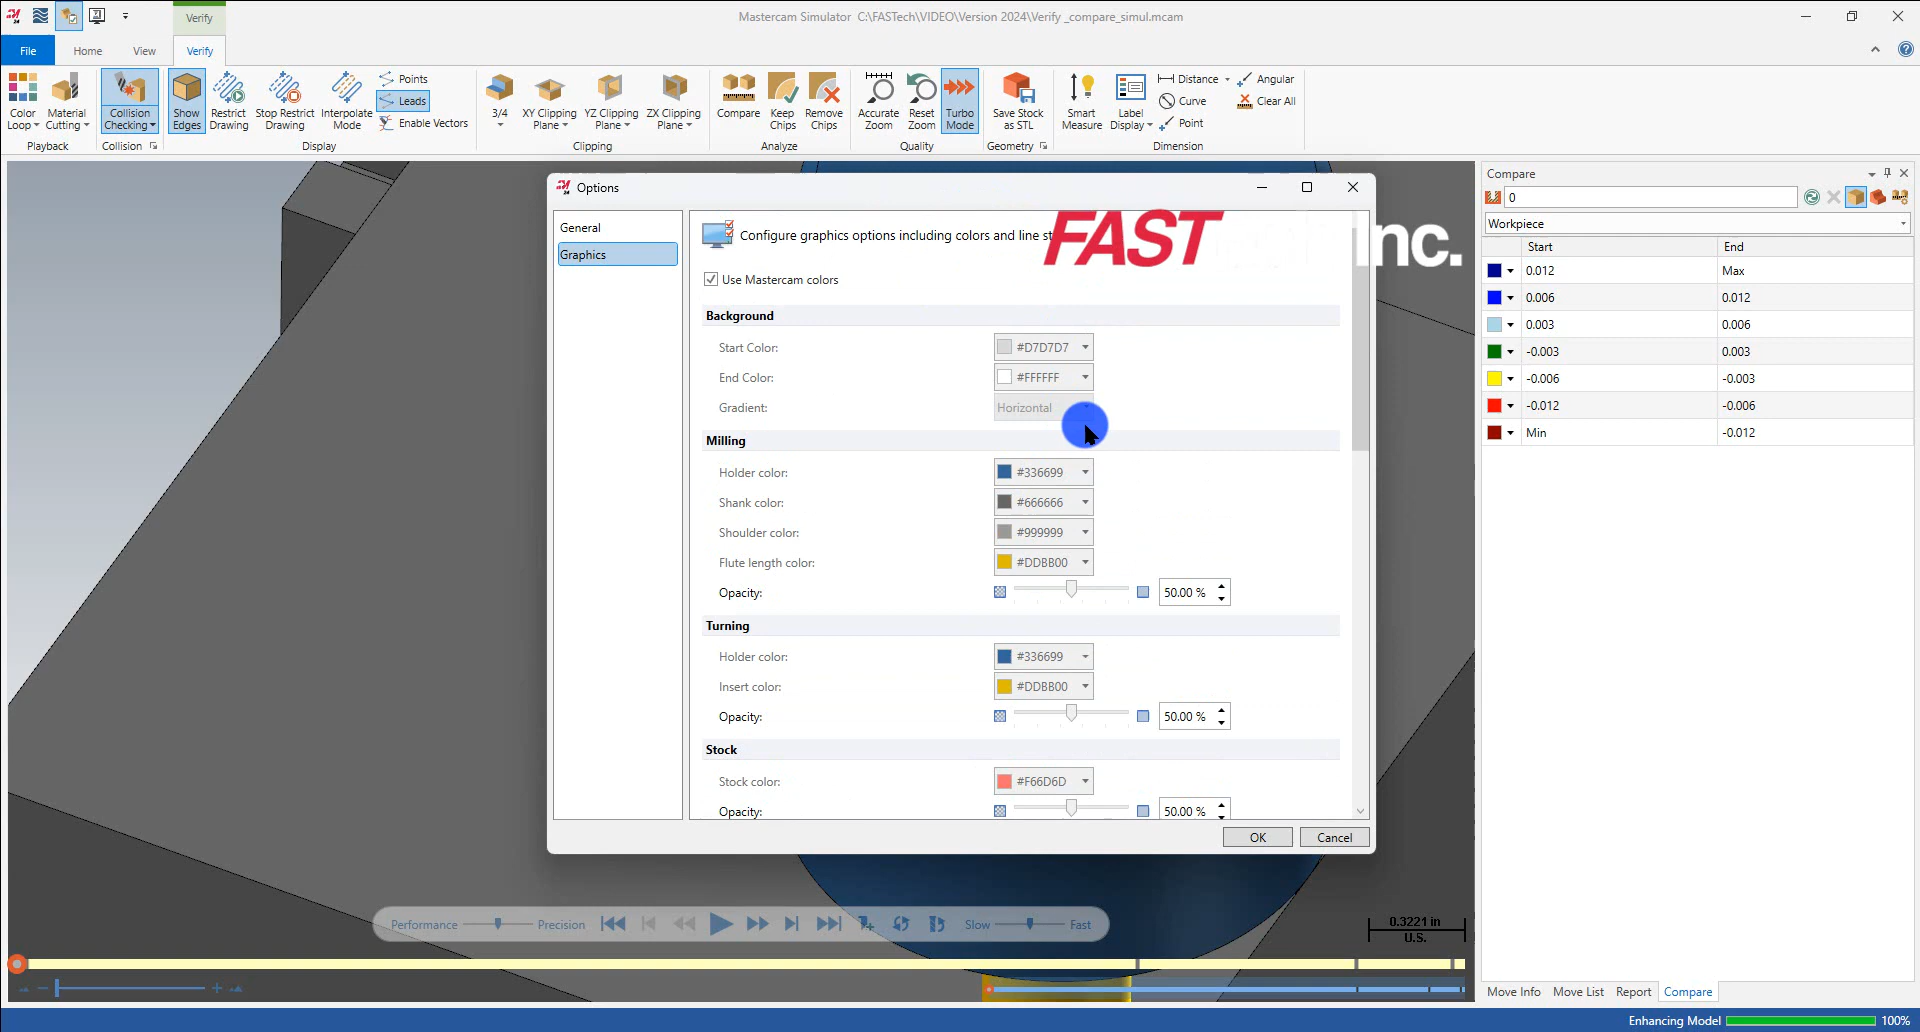 Verify
Mastercam Simulator C:\FASTech\VIDEO\Version 2024\Verify _compare_simul.mcam
File Home View Verify
Color Loop
Material Cutting
Playback
Collision Checking
Collision
Show Edges
Restrict Drawing
Stop Restrict Drawing
Interpolate Mode
Points
Leads
Enable Vectors
Display
3/4
XY Clipping Plane
YZ Clipping Plane
ZX Clipping Plane
Clipping
Compare
Keep Chips
Remove Chips
Analyze
Accurate Zoom
Reset Zoom
Turbo Mode
Quality
Save Stock as STL
Geometry
Smart Measure
Label Display
Distance
Curve
Point
Angular
Clear All
Dimension
Options
General
Graphics
Configure graphics options including colors and line st
FAST
inc.
Use Mastercam colors
Background
Start Color: #D7D7D7
End Color: #FFFFFF
Gradient: Horizontal
Milling
Holder color: #336699
Shank color: #666666
Shoulder color: #999999
Flute length color: #DDBB00
Opacity: 50.00 %
Turning
Holder color: #336699
Insert color: #DDBB00
Opacity: 50.00 %
Stock
Stock color: #F66D6D
Opacity: 50.00 %
OK Cancel
Compare
0
Workpiece
Start End
0.012 Max
0.006 0.012
0.003 0.006
-0.003 0.003
-0.006 -0.003
-0.012 -0.006
Min -0.012
Performance Precision Slow Fast
0.3221 in
U.S.
Move Info Move List Report Compare
Enhancing Model 100%